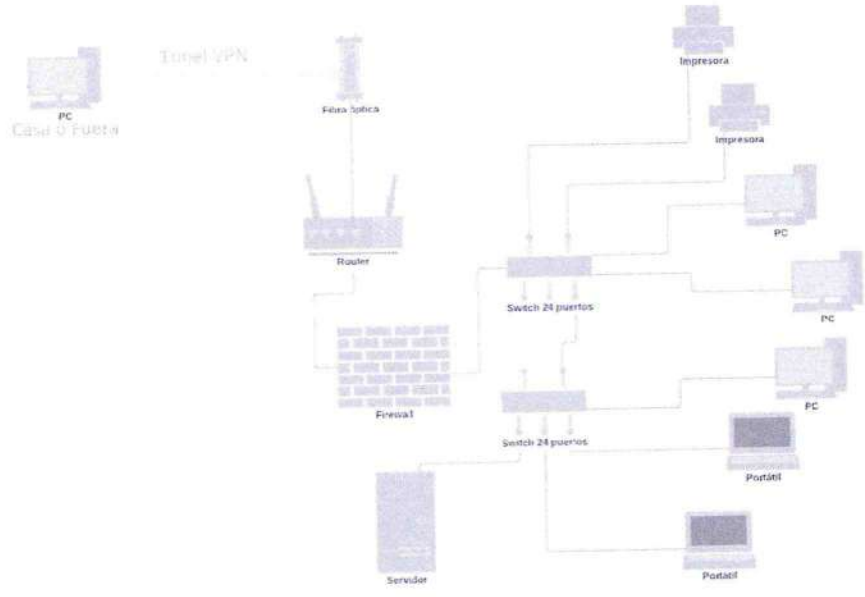 Impresora
Tunel VPN
Fibra óptica
PC
Casa o Fuera
Impresora
PC
Router
Switch 24 puertos
PC
Firewall
PC
Switch 24 puertos
Portátil
Servidor
Portátil